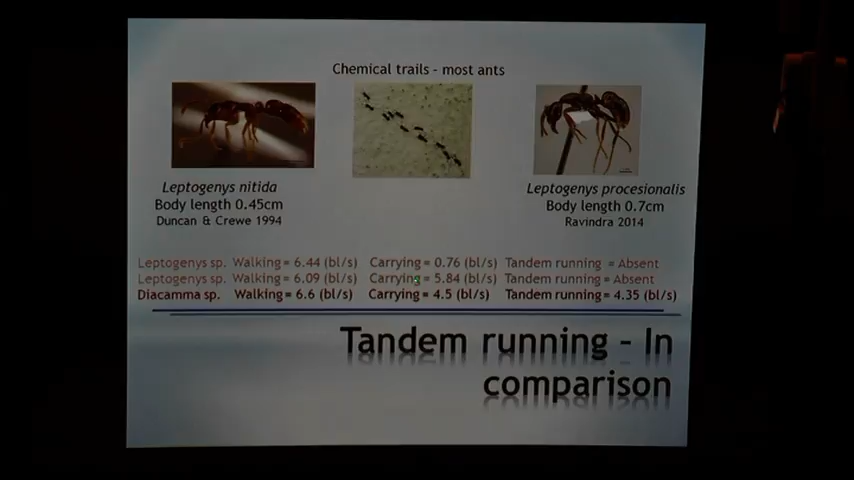 Chemical trails - most ants
Leptogenys nitida
Body length 0.45cm
Duncan & Crewe 1994
Leptogenys procesionalis
Body length 0.7cm
Ravindra 2014
Leptogenys sp. Walking = 6.44 (bl/s) Carrying = 0.76 (bl/s) Tandem running = Absent
Leptogenys sp. Walking = 6.09 (bl/s) Carrying = 5.84 (bl/s) Tandem running = Absent
Diacamma sp. Walking = 6.6 (bl/s) Carrying = 4.5 (bl/s) Tandem running = 4.35 (bl/s)
Tandem running - In
comparison